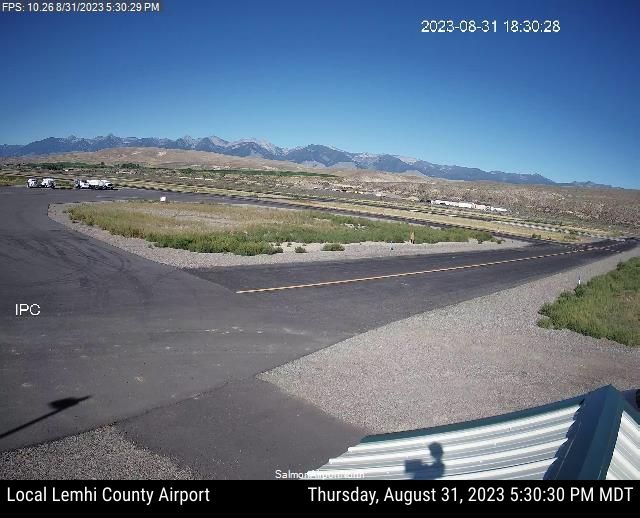 FPS: 10.26 8/31/2023 5:30:29 PM
2023-08-31 18:30:28
IPC
Local Lemhi County Airport
Thursday, August 31, 2023 5:30:30 PM MDT